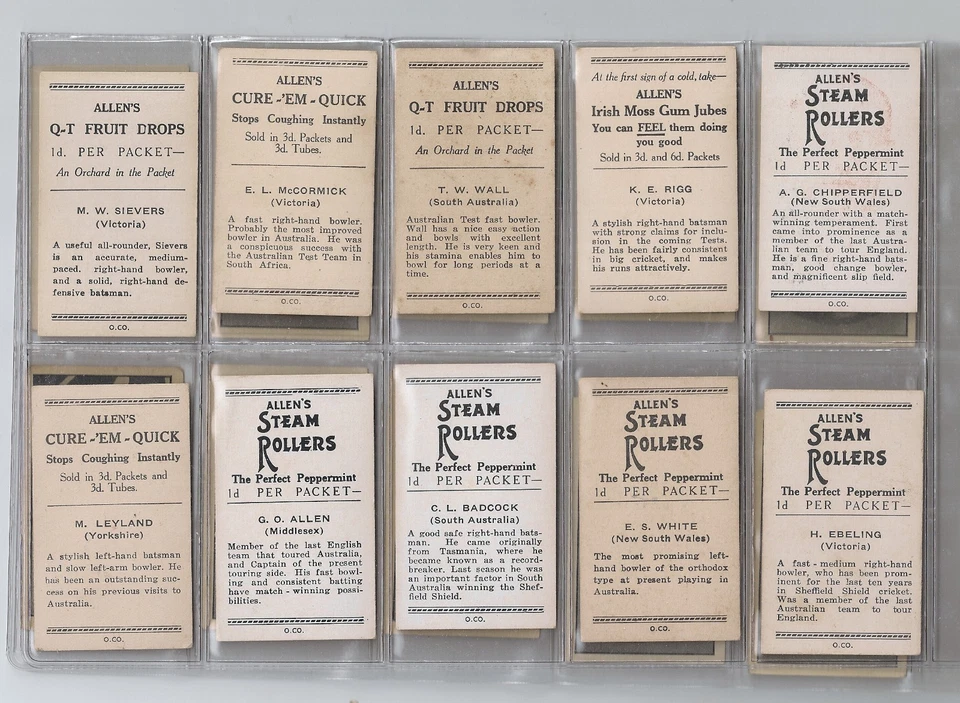 ALLEN'S
Q-T FRUIT DROPS
1d. PER PACKET—
An Orchard in the Packet
M. W. SIEVERS
(Victoria)
A useful all-rounder, Sievers
is an accurate, medium-
paced. right-hand bowler,
and a solid, right-hand de-
fensive batsman.
O.CO.
ALLEN'S
CURE-'EM-QUICK
Stops Coughing Instantly
Sold in 3d. Packets and
3d. Tubes.
E. L. McCORMICK
(Victoria)
A fast right-hand bowler.
Probably the most improved
bowler in Australia. He was
a conspicuous success with
the Australian Test Team in
South Africa.
O.CO.
ALLEN'S
Q-T FRUIT DROPS
1d. PER PACKET—
An Orchard in the Packet
T. W. WALL
(South Australia)
Australian Test fast bowler.
Wall has a nice easy action
and bowls with excellent
length. He is very keen and
his stamina enables him to
bowl for long periods at a
time.
O.CO.
At the first sign of a cold, take—
ALLEN'S
Irish Moss Gum Jubes
You can FEEL them doing
you good
Sold in 3d. and 6d. Packets
K. E. RIGG
(Victoria)
A stylish right-hand batsman
with strong claims for inclu-
sion in the coming Tests.
He has been fairly consistent
in big cricket, and makes
his runs attractively.
O.CO.
ALLEN'S
STEAM
ROLLERS
The Perfect Peppermint
1d PER PACKET—
A. G. CHIPPERFIELD
(New South Wales)
An all-rounder with a match-
winning temperament. First
came into prominence as a
member of the last Austra-
lian team to tour England.
He is a fine right-hand bats-
man, good change bowler,
and magnificent slip field.
O.CO.
ALLEN'S
CURE-'EM-QUICK
Stops Coughing Instantly
Sold in 3d. Packets and
3d. Tubes.
M. LEYLAND
(Yorkshire)
A stylish left-hand batsman
and slow left-arm bowler. He
has been an outstanding suc-
cess on his previous visits to
Australia.
O.CO.
ALLEN'S
STEAM
ROLLERS
The Perfect Peppermint
1d PER PACKET—
G. O. ALLEN
(Middlesex)
Member of the last English
team that toured Australia,
and Captain of the present
touring side. His fast bowl-
ing and consistent batting
have match-winning possi-
bilities.
O.CO.
ALLEN'S
STEAM
ROLLERS
The Perfect Peppermint
1d PER PACKET—
C. L. BADCOCK
(South Australia)
A good safe right-hand bats-
man. He came originally
from Tasmania, where he
became known as a record-
breaker. Last season he was
an important factor in South
Australia winning the Shef-
field Shield.
O.CO.
ALLEN'S
STEAM
ROLLERS
The Perfect Peppermint
1d PER PACKET—
E. S. WHITE
(New South Wales)
The most promising left-
hand bowler of the orthodox
type at present playing in
Australia.
O.CO.
ALLEN'S
STEAM
ROLLERS
The Perfect Peppermint
1d PER PACKET—
H. EBELING
(Victoria)
A fast-medium right-hand
bowler, who has been prom-
inent for the last ten years
in Sheffield Shield cricket.
Was a member of the last
Australian team to tour
England.
O.CO.